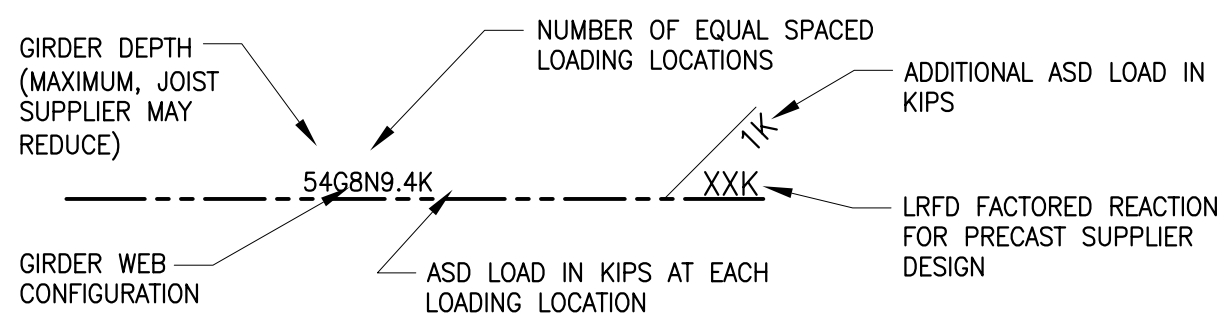 GIRDER DEPTH
(MAXIMUM, JOIST
SUPPLIER MAY
REDUCE)
NUMBER OF EQUAL SPACED
LOADING LOCATIONS
ADDITIONAL ASD LOAD IN
KIPS
1K
54G8N9.4K
XXK
LRFD FACTORED REACTION
FOR PRECAST SUPPLIER
DESIGN
GIRDER WEB
CONFIGURATION
ASD LOAD IN KIPS AT EACH
LOADING LOCATION